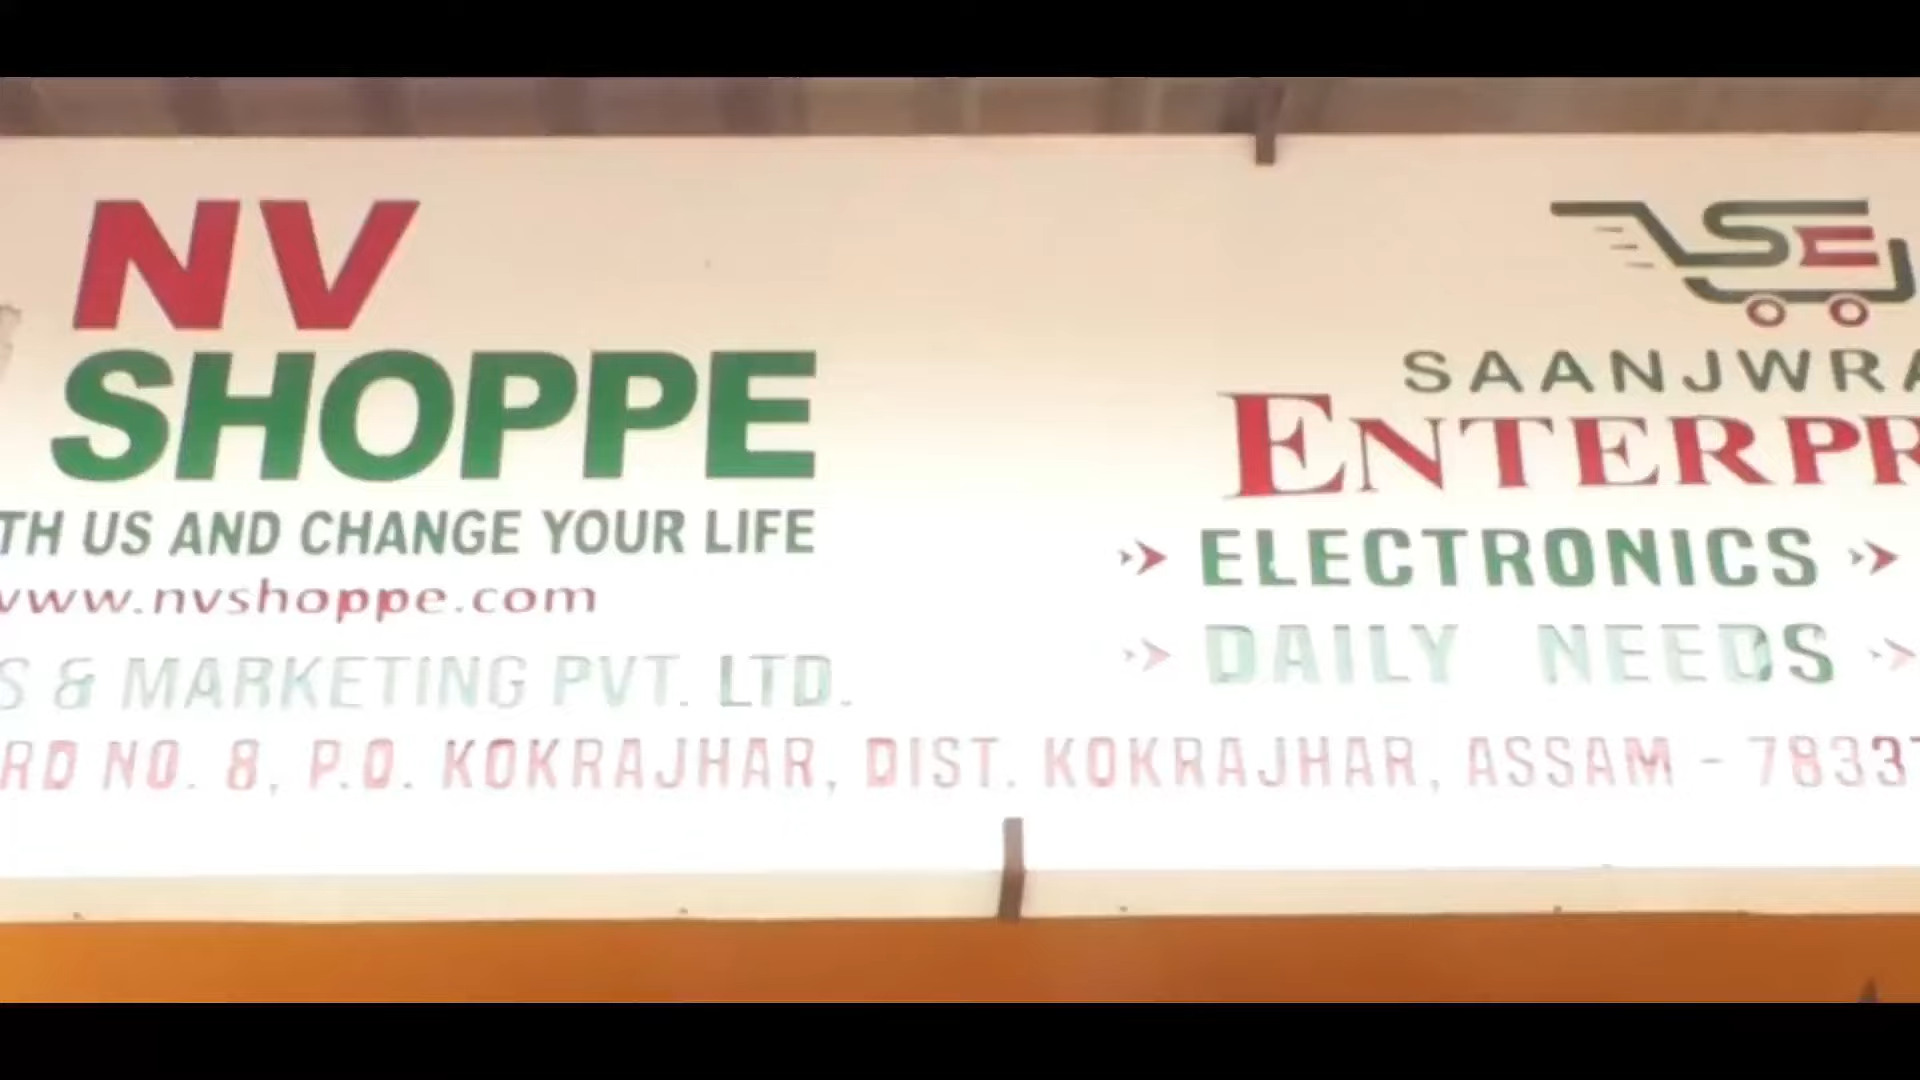 NV
SHOPPE
TH US AND CHANGE YOUR LIFE
www.nvshoppe.com
S & MARKETING PVT. LTD.
SE
SAANJWRA
ENTERPR
ELECTRONICS
DAILY NEEDS
RD NO. 8, P.O. KOKRAJHAR, DIST. KOKRAJHAR, ASSAM - 7833